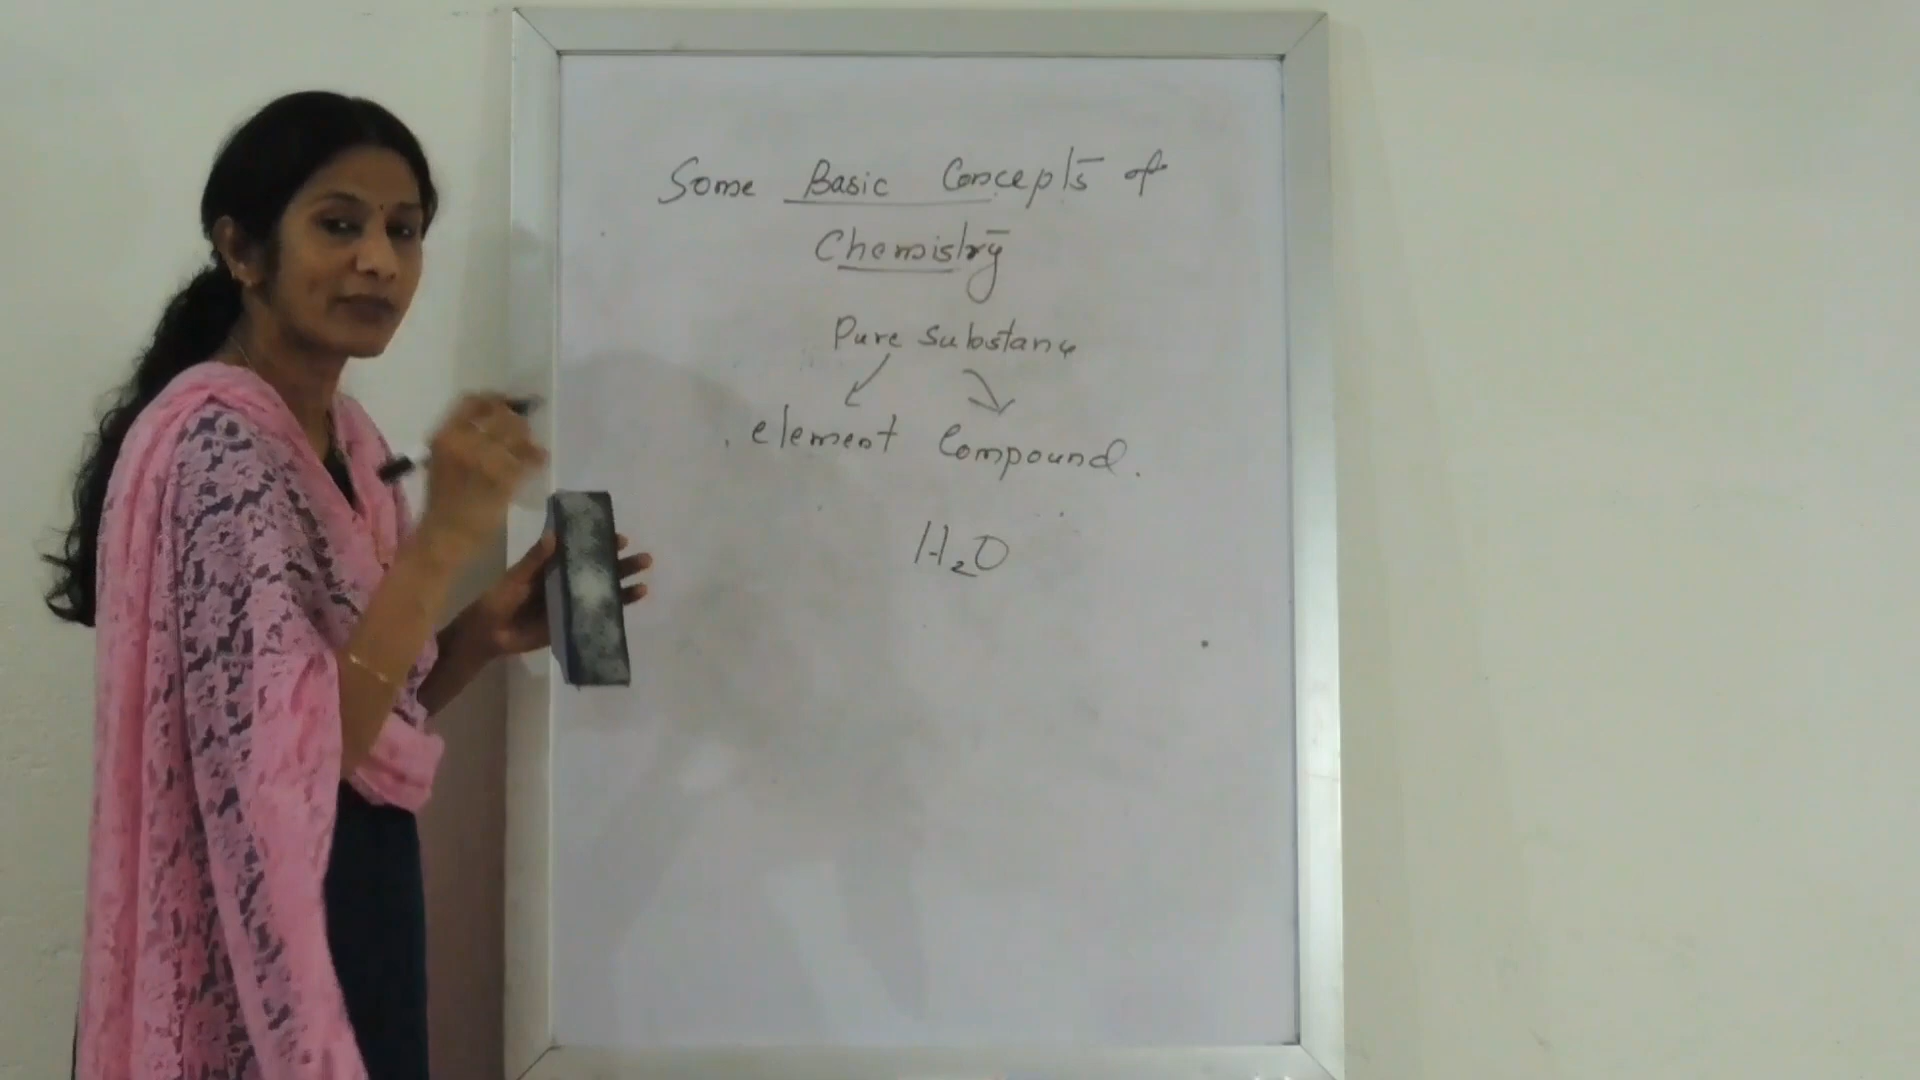 Some Basic Concepts of
Chemistry
Pure substance
element Compound.
H₂O